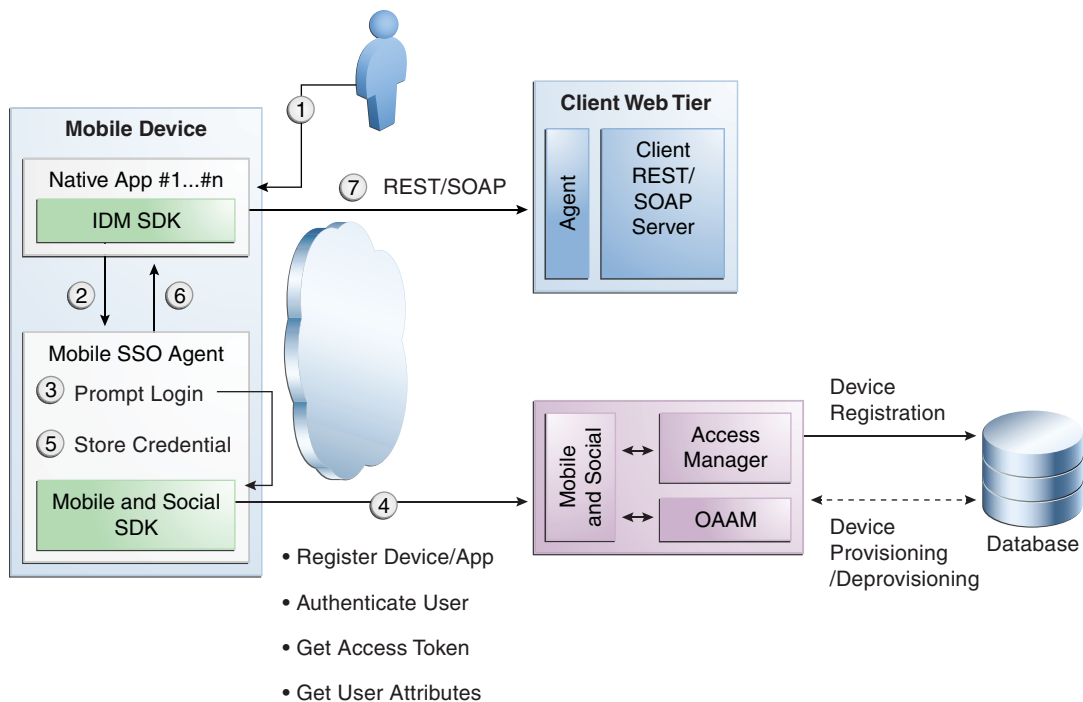 1
Mobile Device
Native App #1...#n
IDM SDK
2
6
Mobile SSO Agent
3 Prompt Login
5 Store Credential
Mobile and Social
SDK
7 REST/SOAP
Client Web Tier
Agent
Client
REST/
SOAP
Server
4
• Register Device/App
• Authenticate User
• Get Access Token
• Get User Attributes
Mobile
and Social
Access
Manager
OAAM
Device
Registration
Device
Provisioning
/Deprovisioning
Database